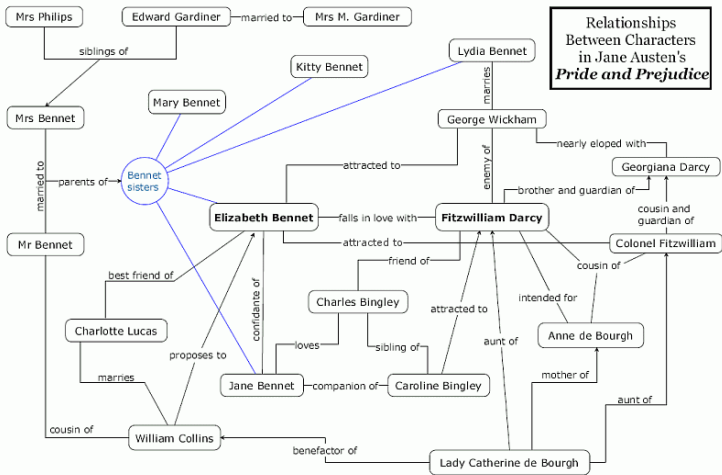 Mrs Philips
Edward Gardiner
married to
Mrs M. Gardiner
Relationships
Between Characters
in Jane Austen's
Pride and Prejudice
siblings of
Lydia Bennet
Kitty Bennet
Mary Bennet
marries
Mrs Bennet
George Wickham
nearly eloped with
attracted to
enemy of
Georgiana Darcy
married to
parents of
Bennet
sisters
brother and guardian of
cousin and
guardian of
Elizabeth Bennet
falls in love with
Fitzwilliam Darcy
Mr Bennet
attracted to
Colonel Fitzwilliam
best friend of
friend of
cousin of
confidante of
Charles Bingley
attracted to
intended for
Charlotte Lucas
Anne de Bourgh
proposes to
loves
sibling of
aunt of
marries
Jane Bennet
companion of
Caroline Bingley
mother of
aunt of
cousin of
William Collins
benefactor of
Lady Catherine de Bourgh